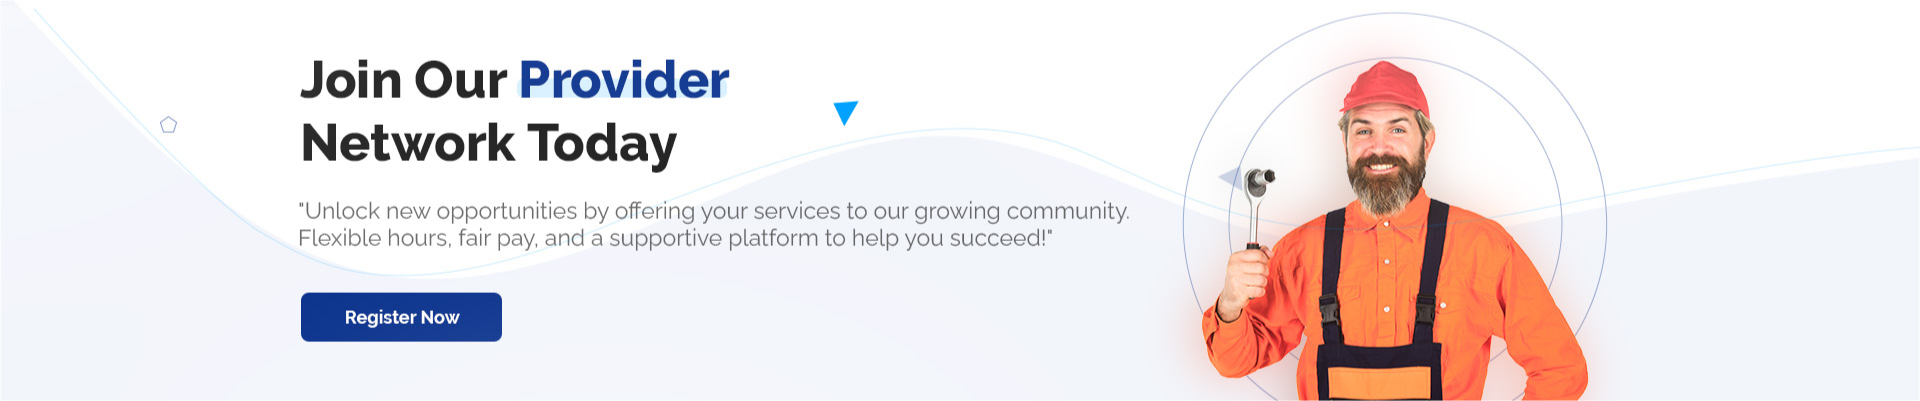 Join Our Provider
Network Today
"Unlock new opportunities by offering your services to our growing community.
Flexible hours, fair pay, and a supportive platform to help you succeed!"
Register Now